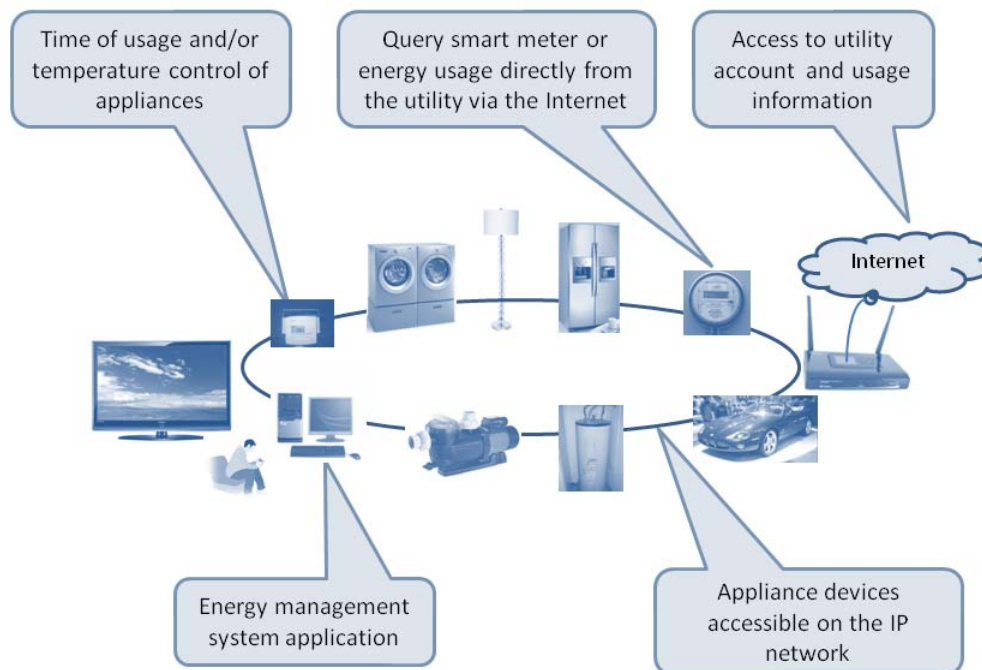 Time of usage and/or
temperature control of
appliances
Query smart meter or
energy usage directly from
the utility via the Internet
Access to utility
account and usage
information
Internet
Energy management
system application
Appliance devices
accessible on the IP
network